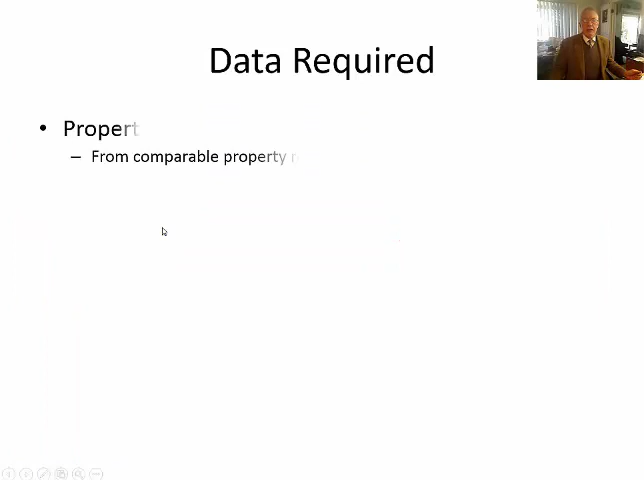 Data Required
• Propert
– From comparable property